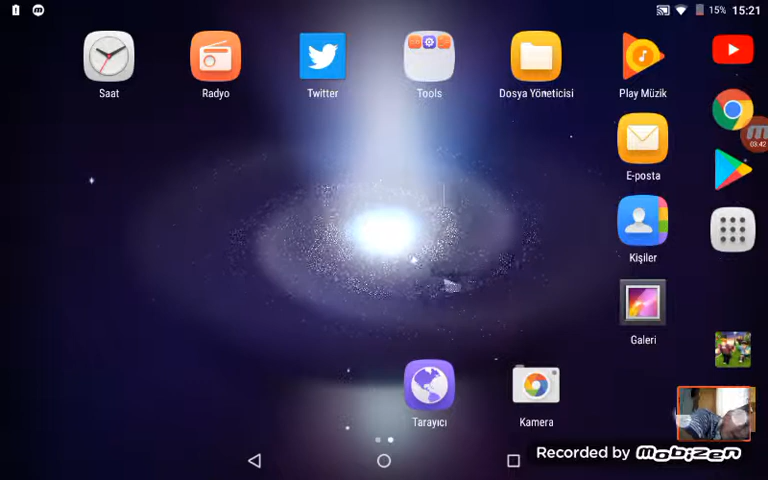 15% 15:21
Saat
Radyo
Twitter
Tools
Dosya Yöneticisi
Play Müzik
03:42
E-posta
Kişiler
Galeri
Tarayıcı
Kamera
Recorded by mobizen